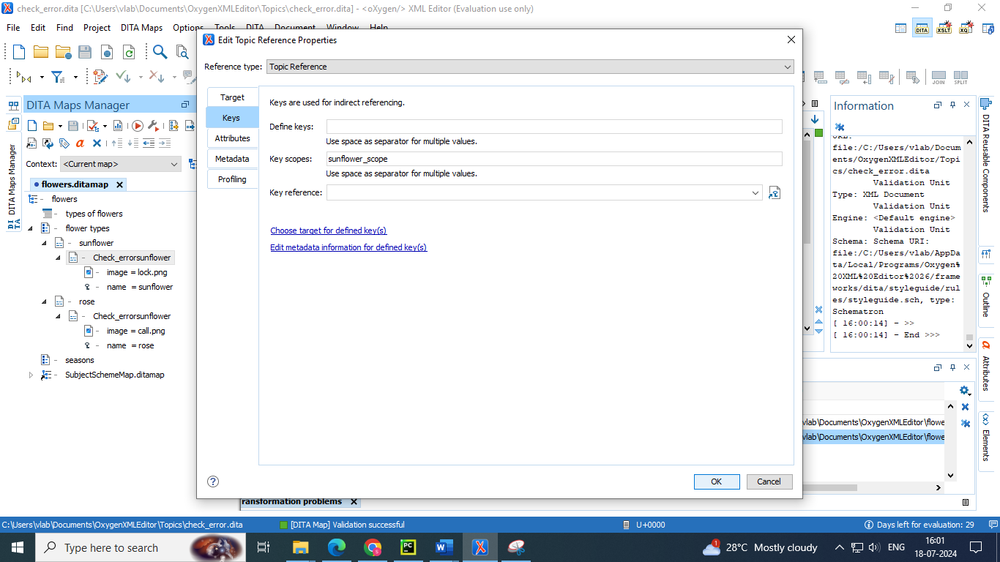 check_error.dita [C:\Users\vlab\Documents\OxygenXMLEditor\Topics\check_error.dita] - <oXygen/> XML Editor (Evaluation use only)
File Edit Find Project DITA Maps Options Tools DITA Document Window Help
DITA XSLT XQ
JOIN SPLIT
Edit Topic Reference Properties
Reference type: Topic Reference
Target
Keys
Attributes
Metadata
Profiling
Keys are used for indirect referencing.
Define keys:
Use space as separator for multiple values.
Key scopes: sunflower_scope
Use space as separator for multiple values.
Key reference:
Choose target for defined key(s)
Edit metadata information for defined key(s)
OK Cancel
DITA Maps Manager
DITA Maps Manager
Context: <Current map>
flowers.ditamap
flowers
types of flowers
flower types
sunflower
Check_errorsunflower
image = lock.png
name = sunflower
rose
Check_errorsunflower
image = call.png
name = rose
seasons
SubjectSchemeMap.ditamap
Information
URL:
file:/C:/Users/vlab/Docum
ents/OxygenXMLEditor/Topi
cs/check_error.dita
Validation Unit
Type: XML Document
Validation Unit
Engine: <Default engine>
Validation Unit
Schema: Schema URI:
file:/C:/Users/vlab/AppDa
ta/Local/Programs/Oxygen%
20XML%20Editor%2026/frame
works/dita/styleguide/rul
es/styleguide.sch, type:
Schematron
[ 16:00:14] - >>
[ 16:00:14] - End >>>
DITA Reusable Components
Outline
Attributes
Elements
vlab\Documents\OxygenXMLEditor\flowe
vlab\Documents\OxygenXMLEditor\flowe
ransformation problems
C:\Users\vlab\Documents\OxygenXMLEditor\Topics\check_error.dita [DITA Map] Validation successful U+0000 Days left for evaluation: 29
Type here to search
28°C Mostly cloudy ENG 16:01
18-07-2024